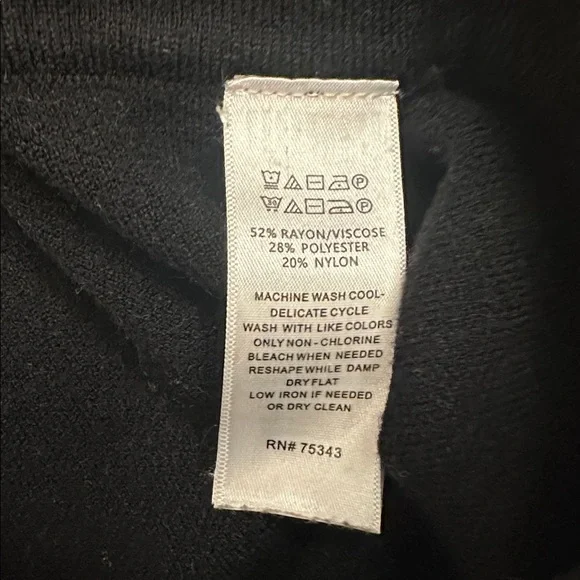 52% RAYON/VISCOSE
28% POLYESTER
20% NYLON
MACHINE WASH COOL-
DELICATE CYCLE
WASH WITH LIKE COLORS
ONLY NON - CHLORINE
BLEACH WHEN NEEDED
RESHAPE WHILE DAMP
DRY FLAT
LOW IRON IF NEEDED
OR DRY CLEAN
RN# 75343